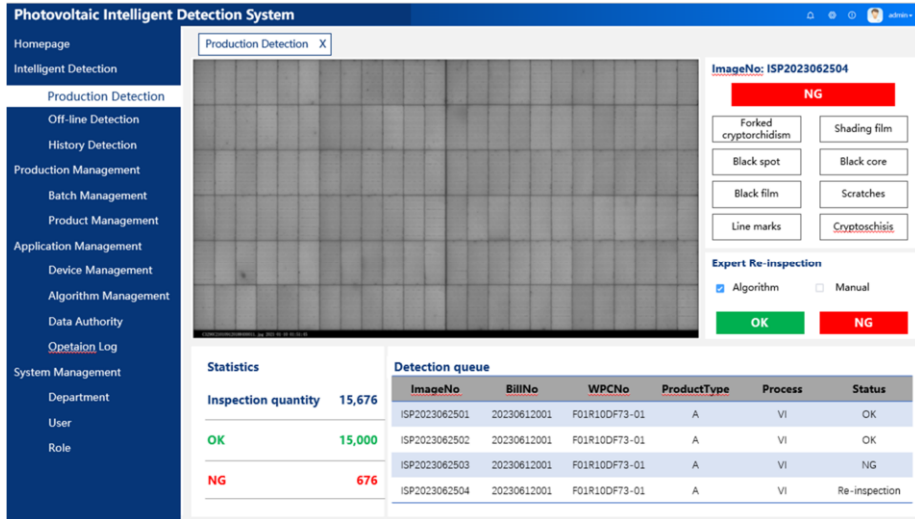 Photovoltaic Intelligent Detection System
admin
Homepage
Intelligent Detection
Production Detection
Off-line Detection
History Detection
Production Management
Batch Management
Product Management
Application Management
Device Management
Algorithm Management
Data Authority
Opetaion Log
System Management
Department
User
Role
Production Detection X
ImageNo: ISP2023062504
NG
Forked
cryptorchidism
Shading film
Black spot
Black core
Black film
Scratches
Line marks
Cryptoschisis
Expert Re-inspection
Algorithm
Manual
OK
NG
Statistics
Inspection quantity 15,676
OK 15,000
NG 676
Detection queue
ImageNo BillNo WPCNo ProductType Process Status
ISP2023062501 20230612001 F01R10DF73-01 A VI OK
ISP2023062502 20230612001 F01R10DF73-01 A VI OK
ISP2023062503 20230612001 F01R10DF73-01 A VI NG
ISP2023062504 20230612001 F01R10DF73-01 A VI Re-inspection